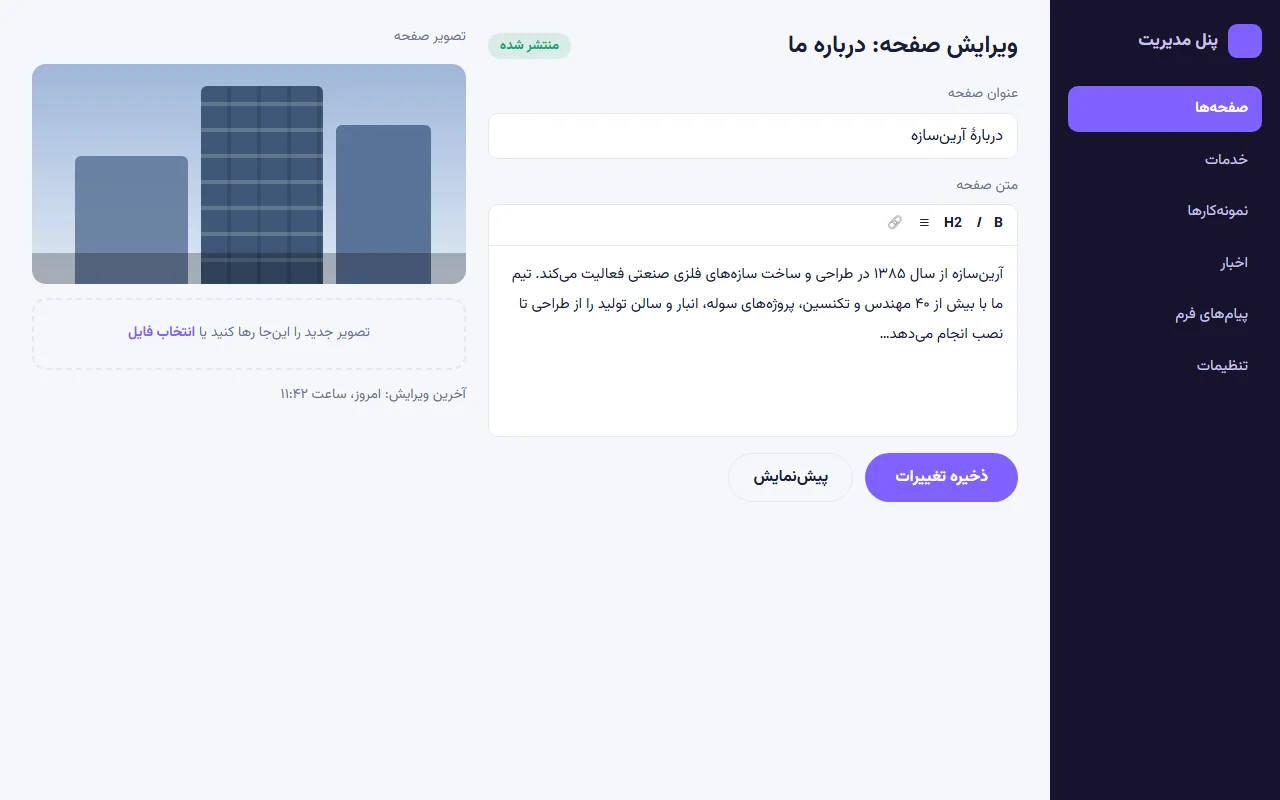 پنل مدیریت
صفحه‌ها
خدمات
نمونه‌کارها
اخبار
پیام‌های فرم
تنظیمات
ویرایش صفحه: درباره ما
منتشر شده
عنوان صفحه
دربارهٔ آرین‌سازه
متن صفحه
B I H2 ≡ 🔗
آرین‌سازه از سال ۱۳۸۵ در طراحی و ساخت سازه‌های فلزی صنعتی فعالیت می‌کند. تیم
ما با بیش از ۴۰ مهندس و تکنسین، پروژه‌های سوله، انبار و سالن تولید را از طراحی تا
نصب انجام می‌دهد…
ذخیره تغییرات
پیش‌نمایش
تصویر صفحه
تصویر جدید را این‌جا رها کنید یا انتخاب فایل
آخرین ویرایش: امروز، ساعت ۱۱:۴۲